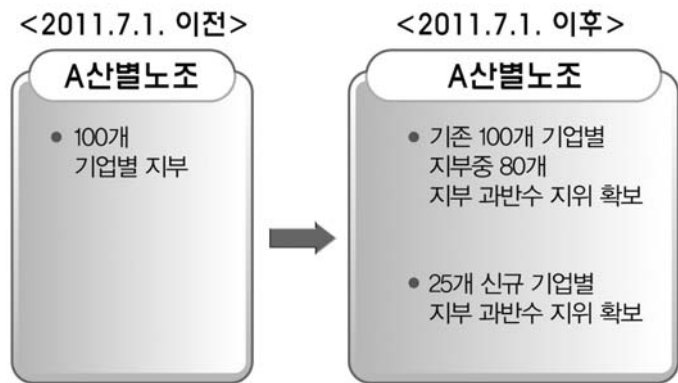 <2011.7.1. 이전>
A산별노조
● 100개
기업별 지부
<2011.7.1. 이후>
A산별노조
● 기존 100개 기업별
지부중 80개
지부 과반수 지위 확보
● 25개 신규 기업별
지부 과반수 지위 확보